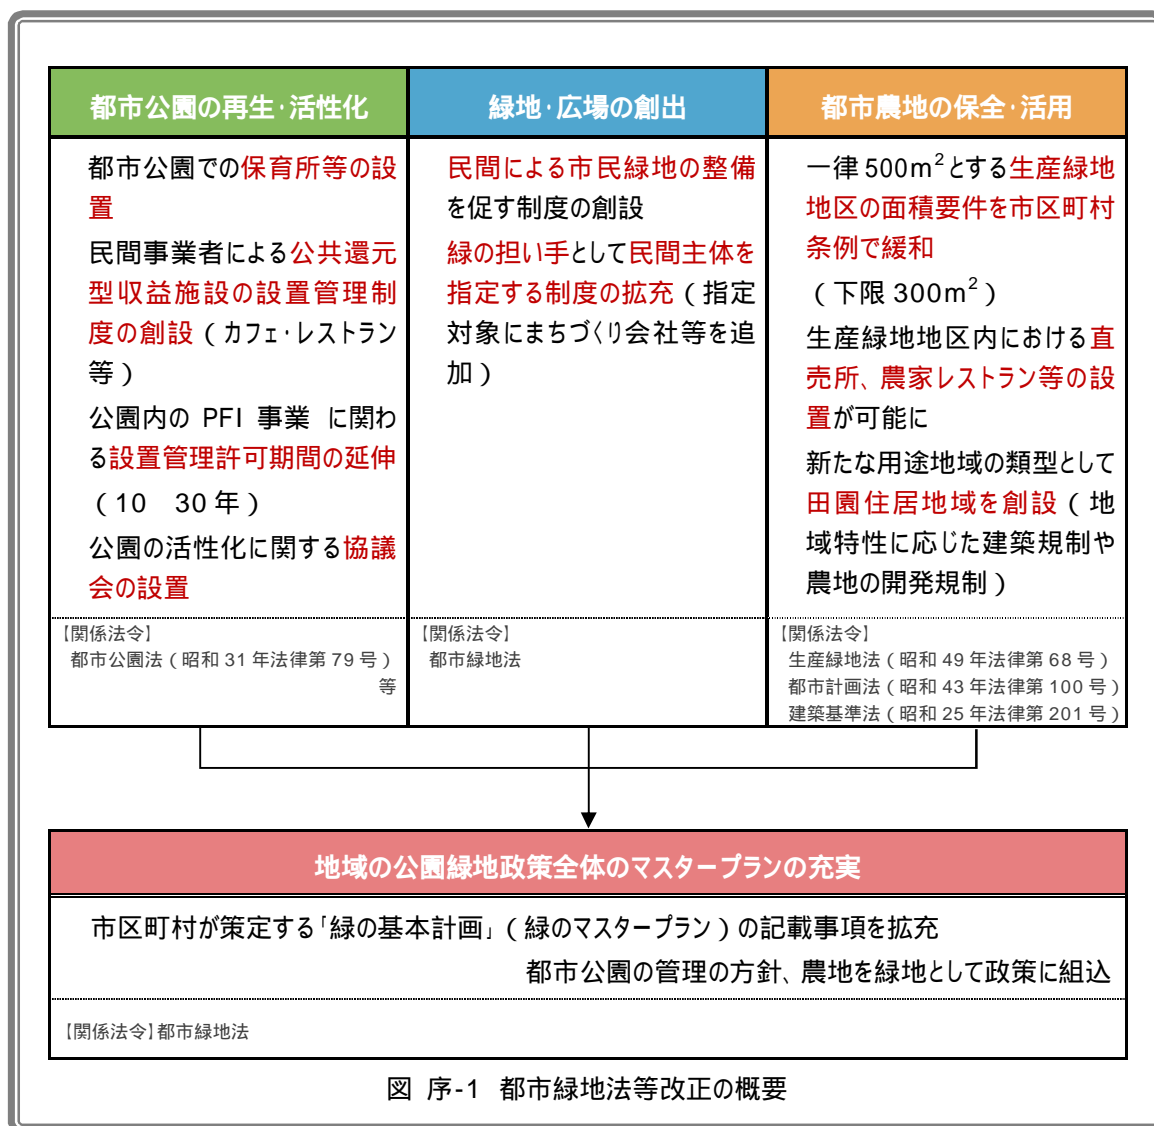 都市公園の再生・活性化
都市公園での保育所等の設
置
民間事業者による公共還元
型収益施設の設置管理制
度の創設（カフェ・レストラン
等）
公園内の PFI 事業 に関わ
る設置管理許可期間の延伸
（10　30 年）
公園の活性化に関する協議
会の設置
【関係法令】
都市公園法（昭和 31 年法律第 79 号）
等
緑地・広場の創出
民間による市民緑地の整備
を促す制度の創設
緑の担い手として民間主体を
指定する制度の拡充（指定
対象にまちづくり会社等を追
加）
【関係法令】
都市緑地法
都市農地の保全・活用
一律 500m²とする生産緑地
地区の面積要件を市区町村
条例で緩和
（下限 300m²）
生産緑地地区内における直
売所、農家レストラン等の設
置が可能に
新たな用途地域の類型として
田園住居地域を創設（地
域特性に応じた建築規制や
農地の開発規制）
【関係法令】
生産緑地法（昭和 49 年法律第 68 号）
都市計画法（昭和 43 年法律第 100 号）
建築基準法（昭和 25 年法律第 201 号）
地域の公園緑地政策全体のマスタープランの充実
市区町村が策定する「緑の基本計画」（緑のマスタープラン）の記載事項を拡充
都市公園の管理の方針、農地を緑地として政策に組込
【関係法令】都市緑地法
図 序-1 都市緑地法等改正の概要